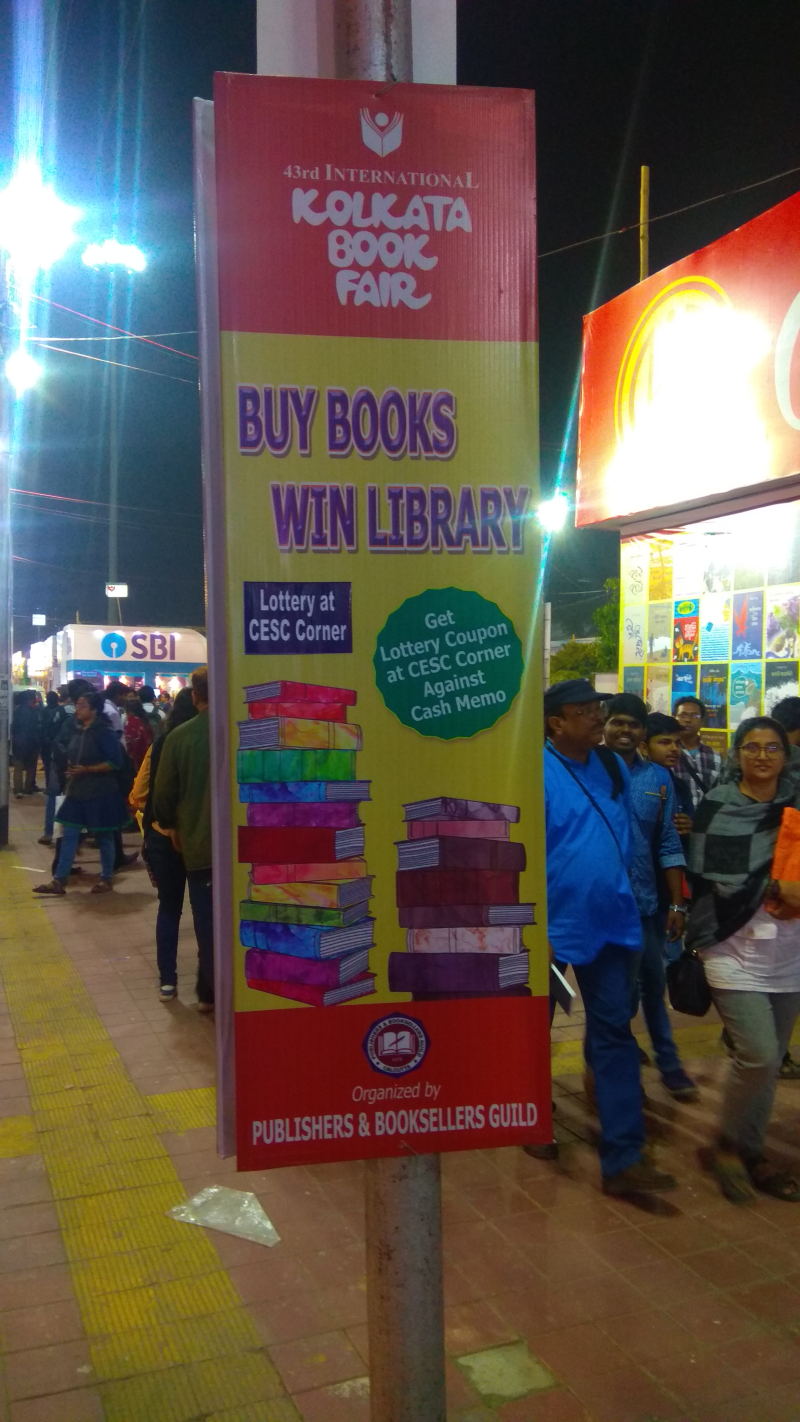 43rd INTERNATIONAL
KOLKATA
BOOK
FAIR
BUY BOOKS
WIN LIBRARY
Lottery at
CESC Corner
Get
Lottery Coupon
at CESC Corner
Against
Cash Memo
Organized by
PUBLISHERS & BOOKSELLERS GUILD
SBI